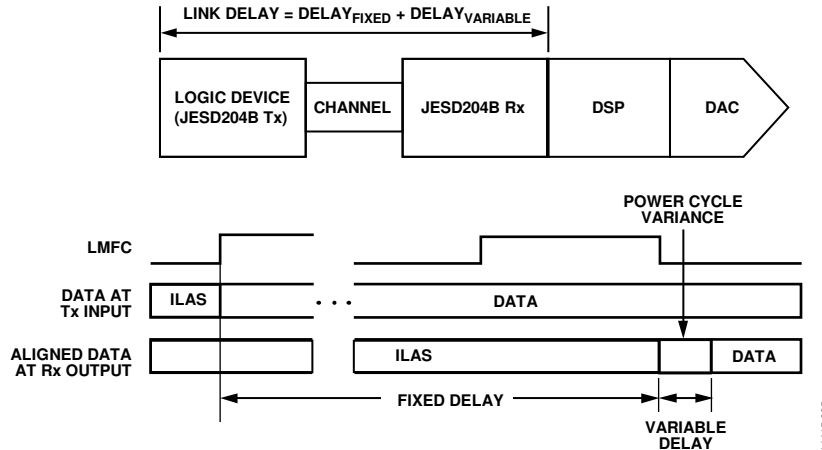 LINK DELAY = DELAYFIXED + DELAYVARIABLE
LOGIC DEVICE
(JESD204B Tx)
CHANNEL
JESD204B Rx
DSP
DAC
POWER CYCLE
VARIANCE
LMFC
DATA AT
Tx INPUT
ILAS
DATA
ALIGNED DATA
AT Rx OUTPUT
ILAS
DATA
FIXED DELAY
VARIABLE
DELAY